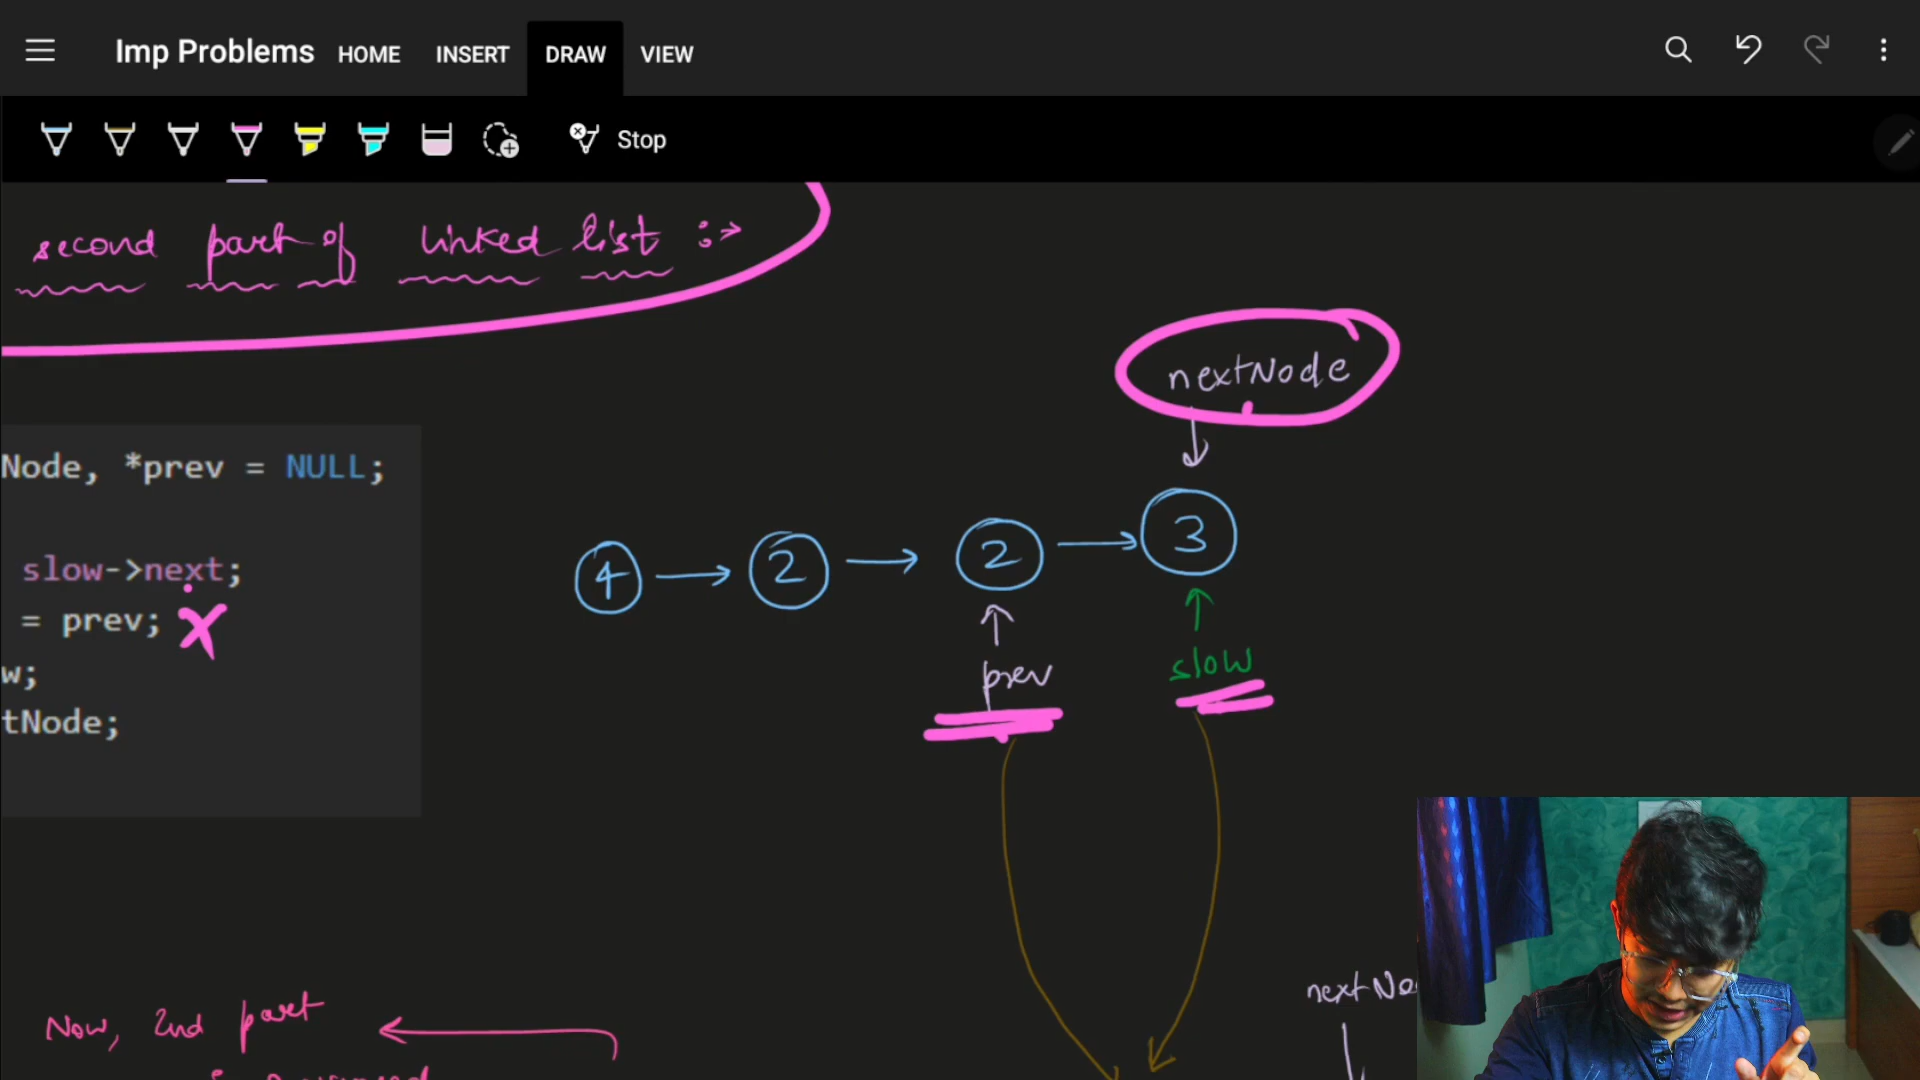 Imp Problems HOME INSERT DRAW VIEW
Stop
second part of linked list :->
nextNode
Node, *prev = NULL;
slow->next;
= prev; X
w;
tNode;
4 → 2 → 2 → 3
prev
slow
nextNo
Now, 2nd part